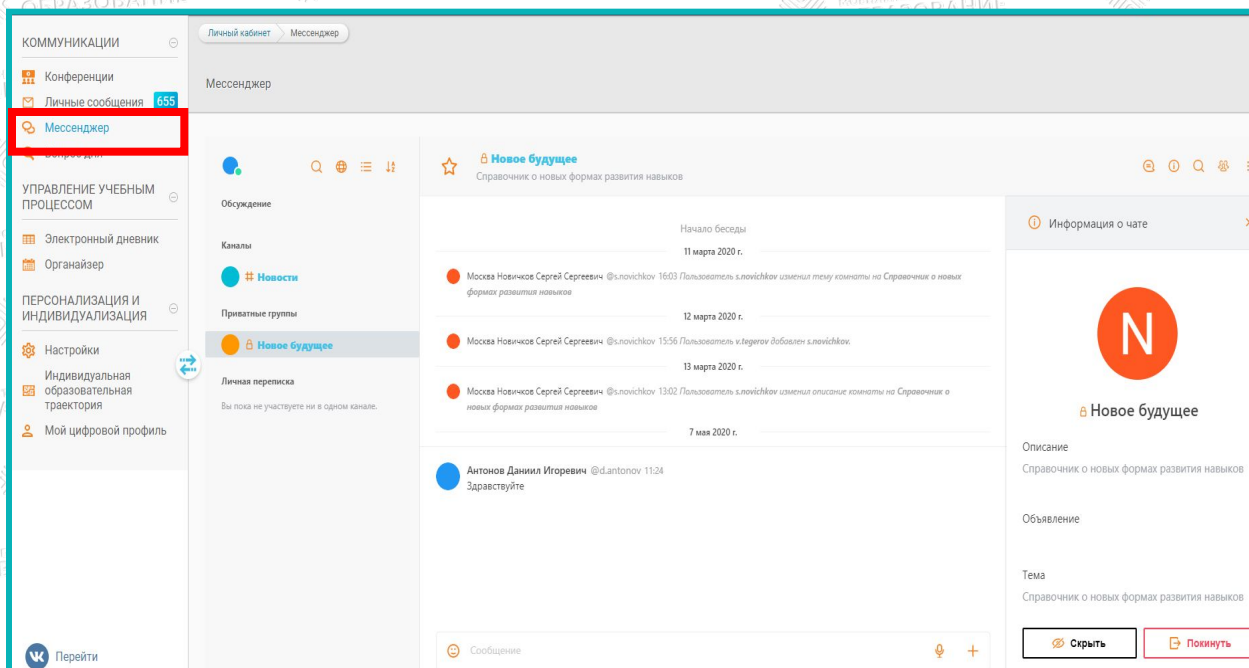 ОБРАЗОВАНИЕ
КОММУНИКАЦИИ
Конференции
Личные сообщения 655
Мессенджер
УПРАВЛЕНИЕ УЧЕБНЫМ
ПРОЦЕССОМ
Электронный дневник
Органайзер
ПЕРСОНАЛИЗАЦИЯ И
ИНДИВИДУАЛИЗАЦИЯ
Настройки
Индивидуальная
образовательная
траектория
Мой цифровой профиль
Перейти
Личный кабинет Мессенджер
Мессенджер
Обсуждение
Каналы
# Новости
Приватные группы
Новое будущее
Личная переписка
Вы пока не участвуете ни в одном канале.
Новое будущее
Справочник о новых формах развития навыков
Начало беседы
11 марта 2020 г.
Москва Новичков Сергей Сергеевич @s.novichkov 16:03 Пользователь s.novichkov изменил тему комнаты на Справочник о новых
формах развития навыков
12 марта 2020 г.
Москва Новичков Сергей Сергеевич @s.novichkov 15:56 Пользователь v.tegerov добавлен s.novichkov.
13 марта 2020 г.
Москва Новичков Сергей Сергеевич @s.novichkov 13:02 Пользователь s.novichkov изменил описание комнаты на Справочник о
новых формах развития навыков
7 мая 2020 г.
Антонов Даниил Игоревич @d.antonov 11:24
Здравствуйте
Сообщение
Информация о чате
N
Новое будущее
Описание
Справочник о новых формах развития навыков
Объявление
Тема
Справочник о новых формах развития навыков
Скрыть
Покинуть